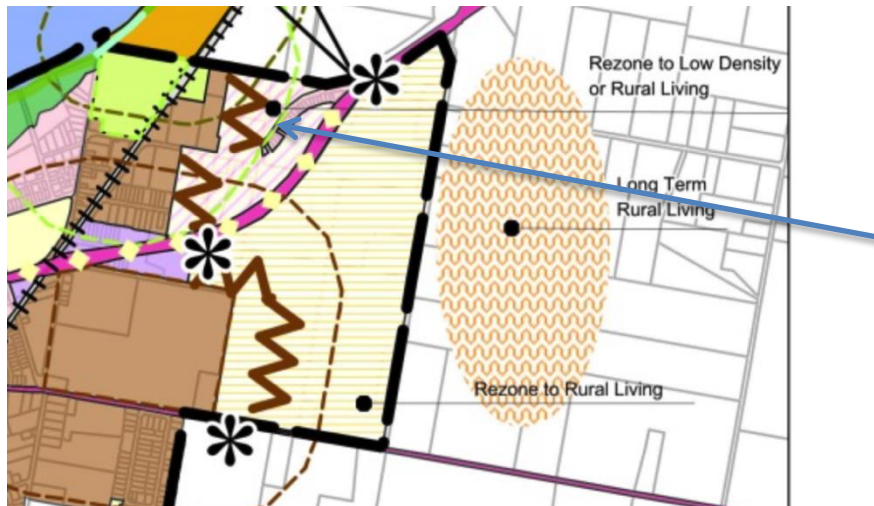 Rezone to Low Density
or Rural Living
Long Term
Rural Living
Rezone to Rural Living